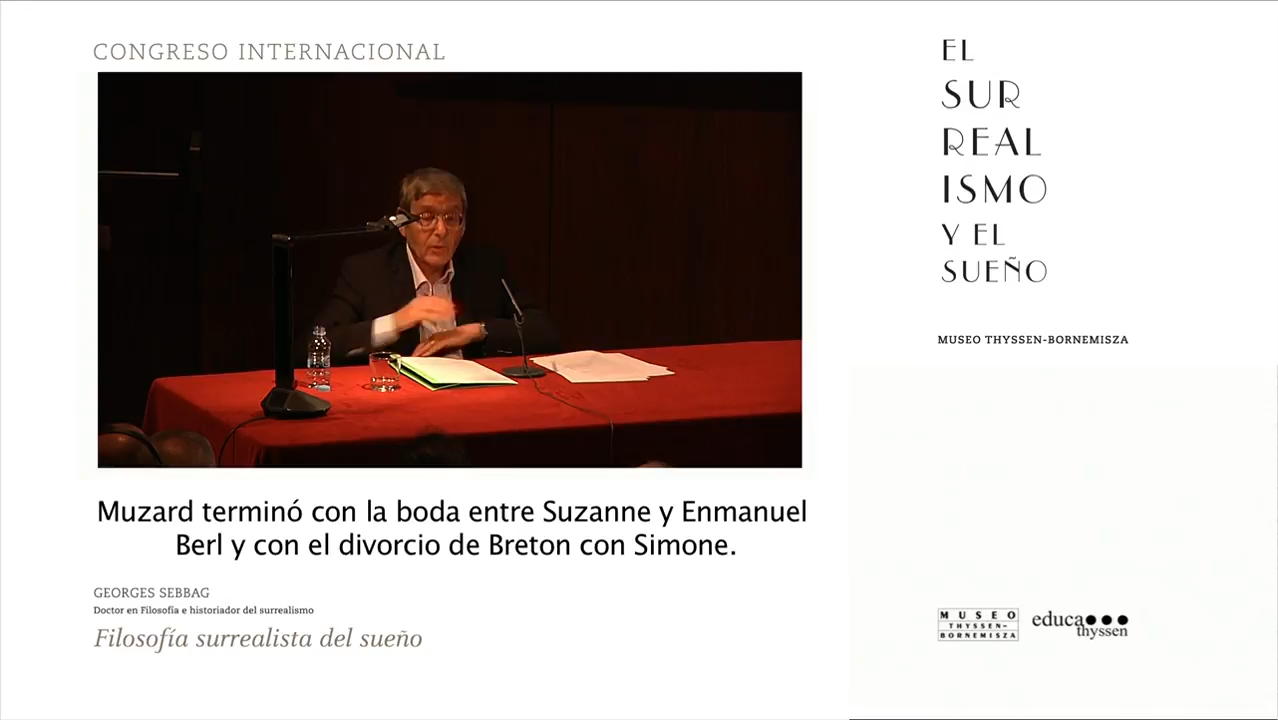 CONGRESO INTERNACIONAL
EL
SUR
REAL
ISMO
Y EL
SUEÑO
MUSEO THYSSEN-BORNEMISZA
Muzard terminó con la boda entre Suzanne y Enmanuel
Berl y con el divorcio de Breton con Simone.
GEORGES SEBBAG
Doctor en Filosofía e historiador del surrealismo
Filosofía surrealista del sueño
MUSEO
THYSSEN-
BORNEMISZA
educa
thyssen